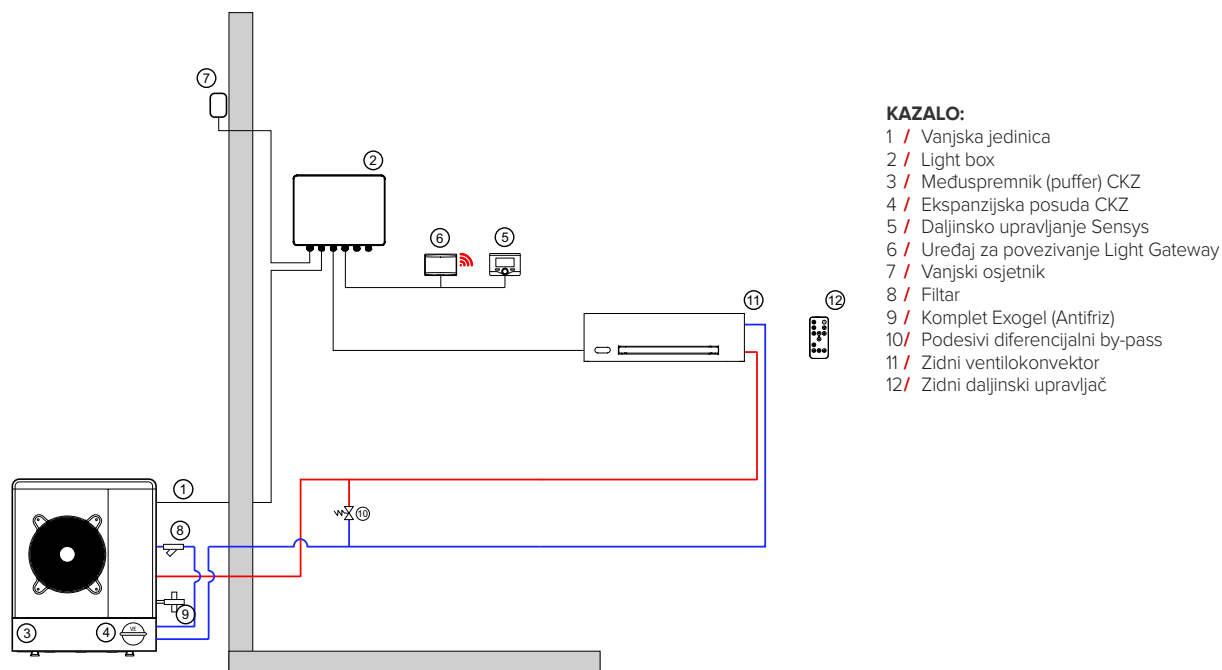 7
2
6
5
11
12
1
10
8
9
3
4
VE
KAZALO:
1 / Vanjska jedinica
2 / Light box
3 / Međuspremnik (puffer) CKZ
4 / Ekspanzijska posuda CKZ
5 / Daljinsko upravljanje Sensys
6 / Uređaj za povezivanje Light Gateway
7 / Vanjski osjetnik
8 / Filtar
9 / Komplet Exogel (Antifriz)
10/ Podesivi diferencijalni by-pass
11 / Zidni ventilokonvektor
12/ Zidni daljinski upravljač